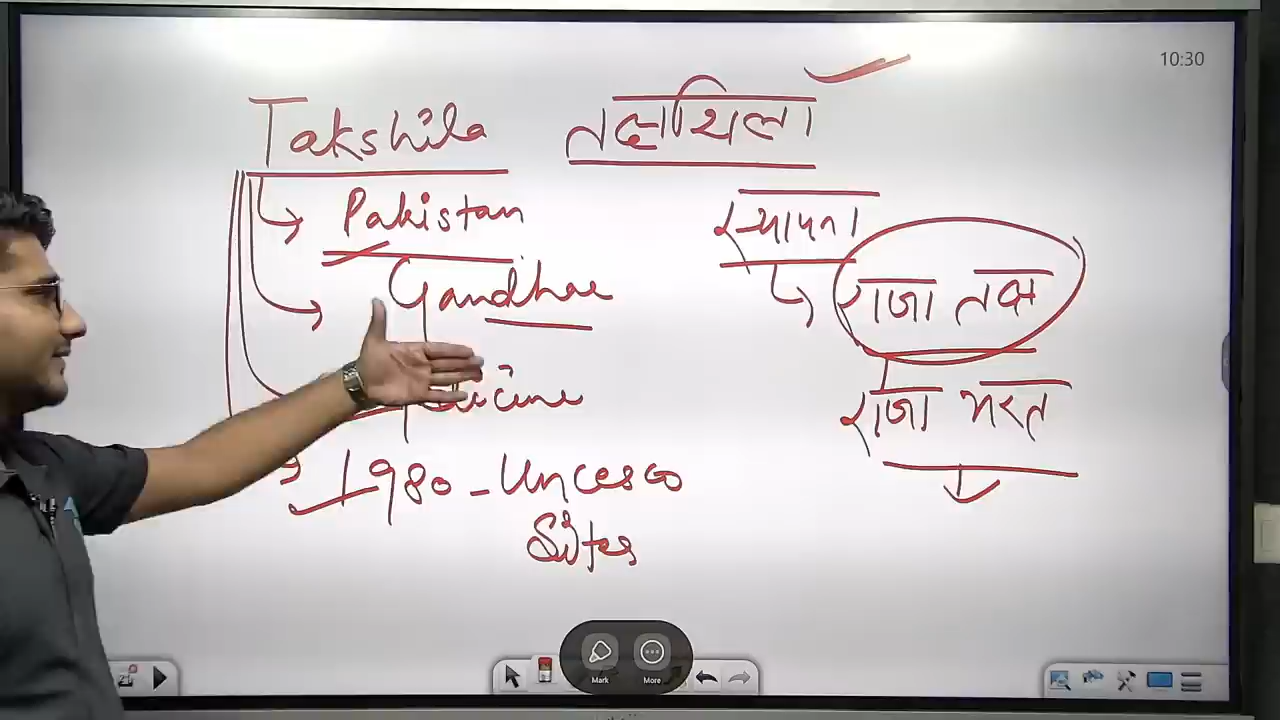 10:30
Takshila तक्षशिला
Pakistan
स्थापना
Gandhar
राजा तक्ष
राजा भरत
1980 - Uncesco
Sites
Mark
More